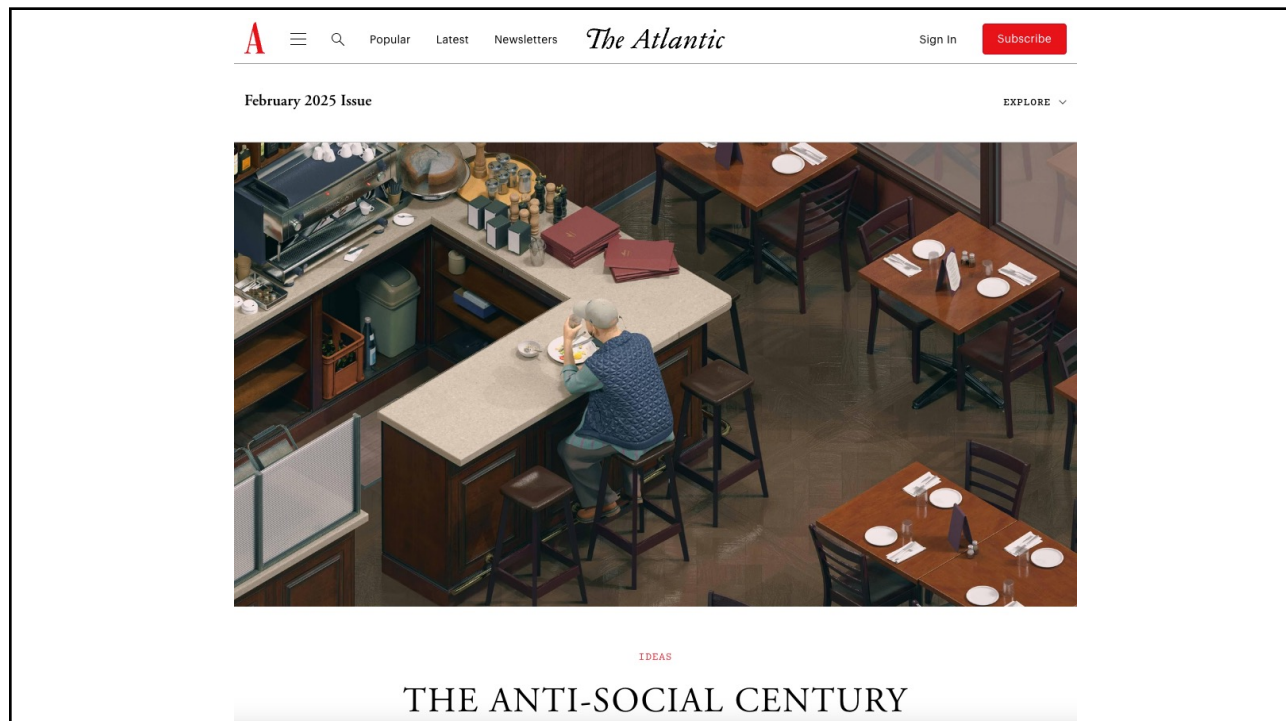 A Popular Latest Newsletters The Atlantic Sign In Subscribe
February 2025 Issue EXPLORE
IDEAS
THE ANTI-SOCIAL CENTURY